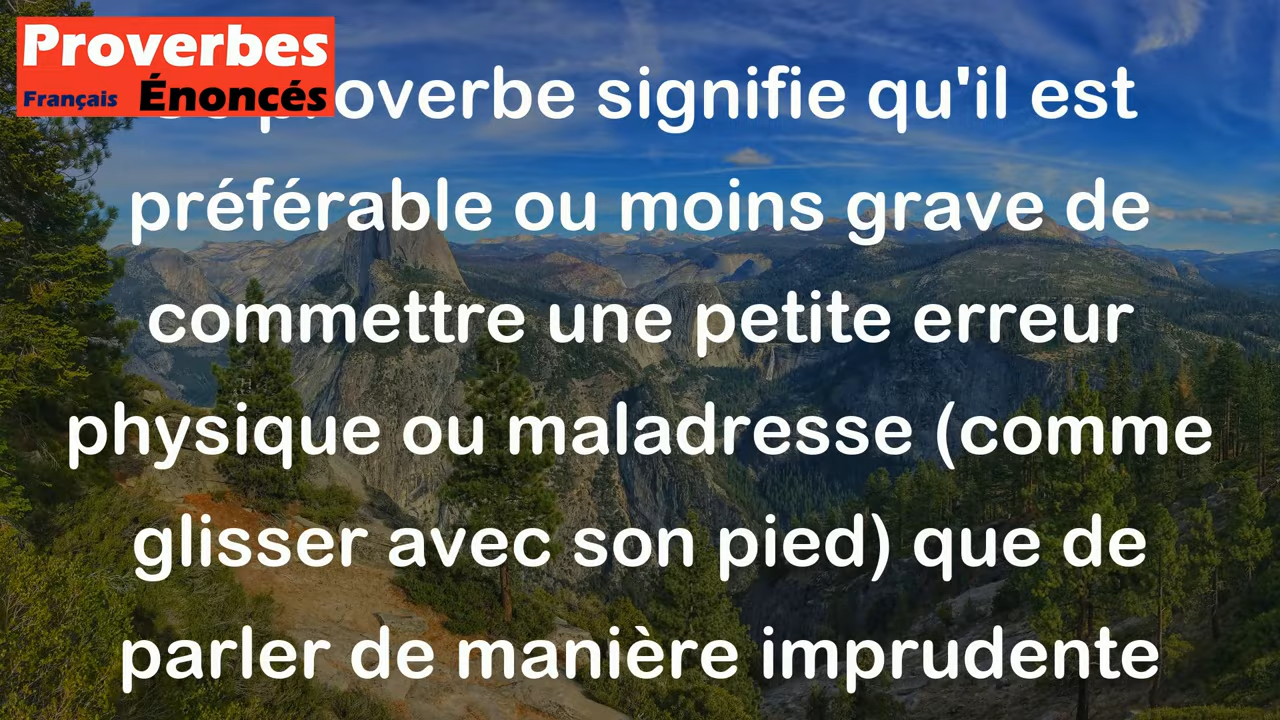 Proverbes
Français Énoncés
proverbe signifie qu'il est
préférable ou moins grave de
commettre une petite erreur
physique ou maladresse (comme
glisser avec son pied) que de
parler de manière imprudente